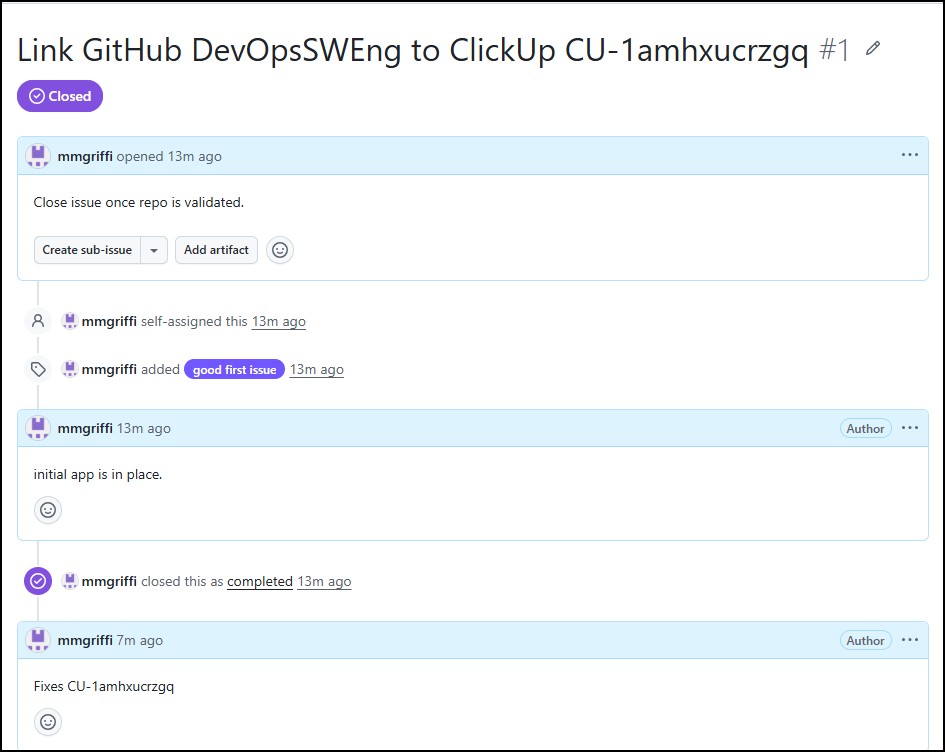 Link GitHub DevOpsSWEng to ClickUp CU-1amhxucrzgq #1
Closed
mmgriffi opened 13m ago
Close issue once repo is validated.
Create sub-issue Add artifact
mmgriffi self-assigned this 13m ago
mmgriffi added good first issue 13m ago
mmgriffi 13m ago Author
initial app is in place.
mmgriffi closed this as completed 13m ago
mmgriffi 7m ago Author
Fixes CU-1amhxucrzgq